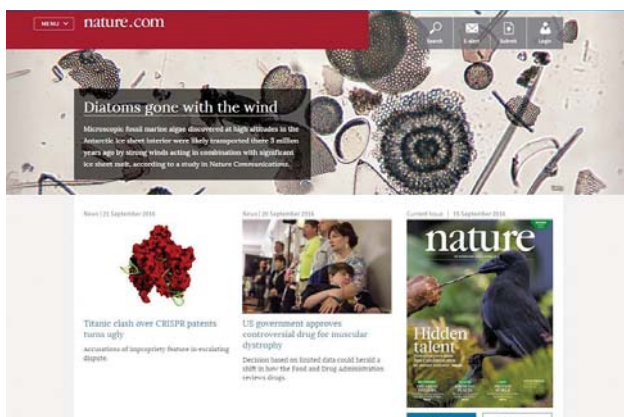 MENU
nature.com
Search
E-alert
Submit
Login
Diatoms gone with the wind
Microscopic fossil marine algae discovered at high altitudes in the
Antarctic ice sheet interior were likely transported there 3 million
years ago by strong winds acting in combination with significant
ice sheet melt, according to a study in Nature Communications.
News | 21 September 2016
News | 20 September 2016
Current Issue | 15 September 2016
nature
Hidden
talent
Titanic clash over CRISPR patents
turns ugly
Accusations of impropriety feature in escalating
dispute.
US government approves
controversial drug for muscular
dystrophy
Decision based on limited data could herald a
shift in how the Food and Drug Administration
reviews drugs.